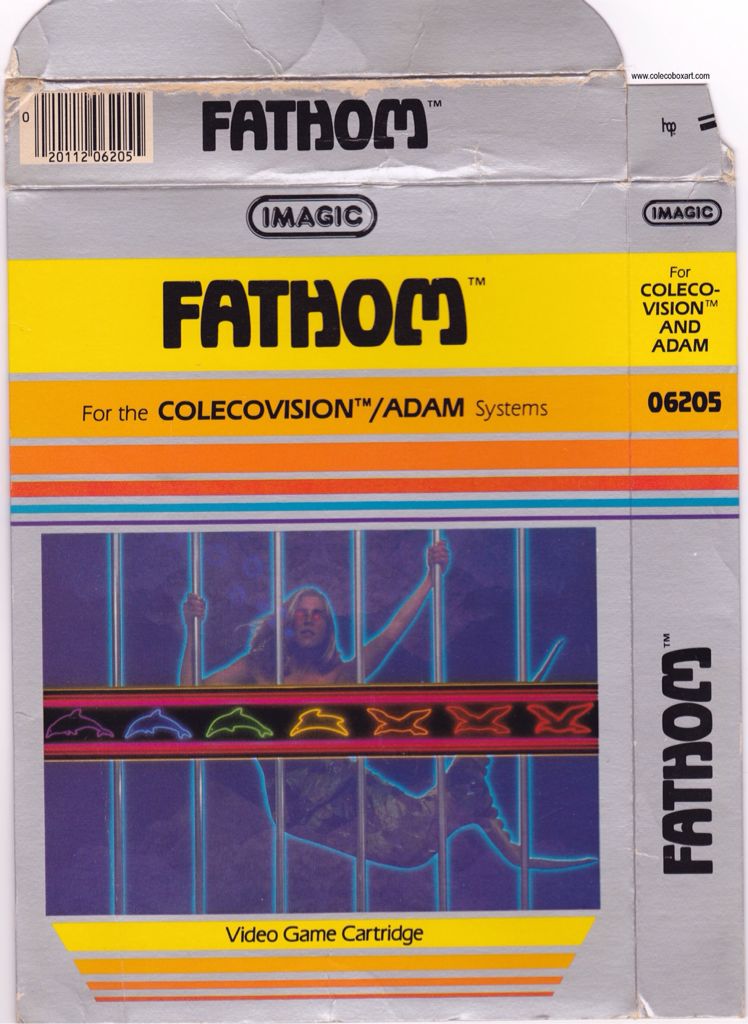 www.colecoboxart.com
0
20112 06205
FATHOM™
IMAGIC
IMAGIC
FATHOM™
For
COLECO-
VISION™
AND
ADAM
For the COLECOVISION™/ADAM Systems
06205
FATHOM™
Video Game Cartridge